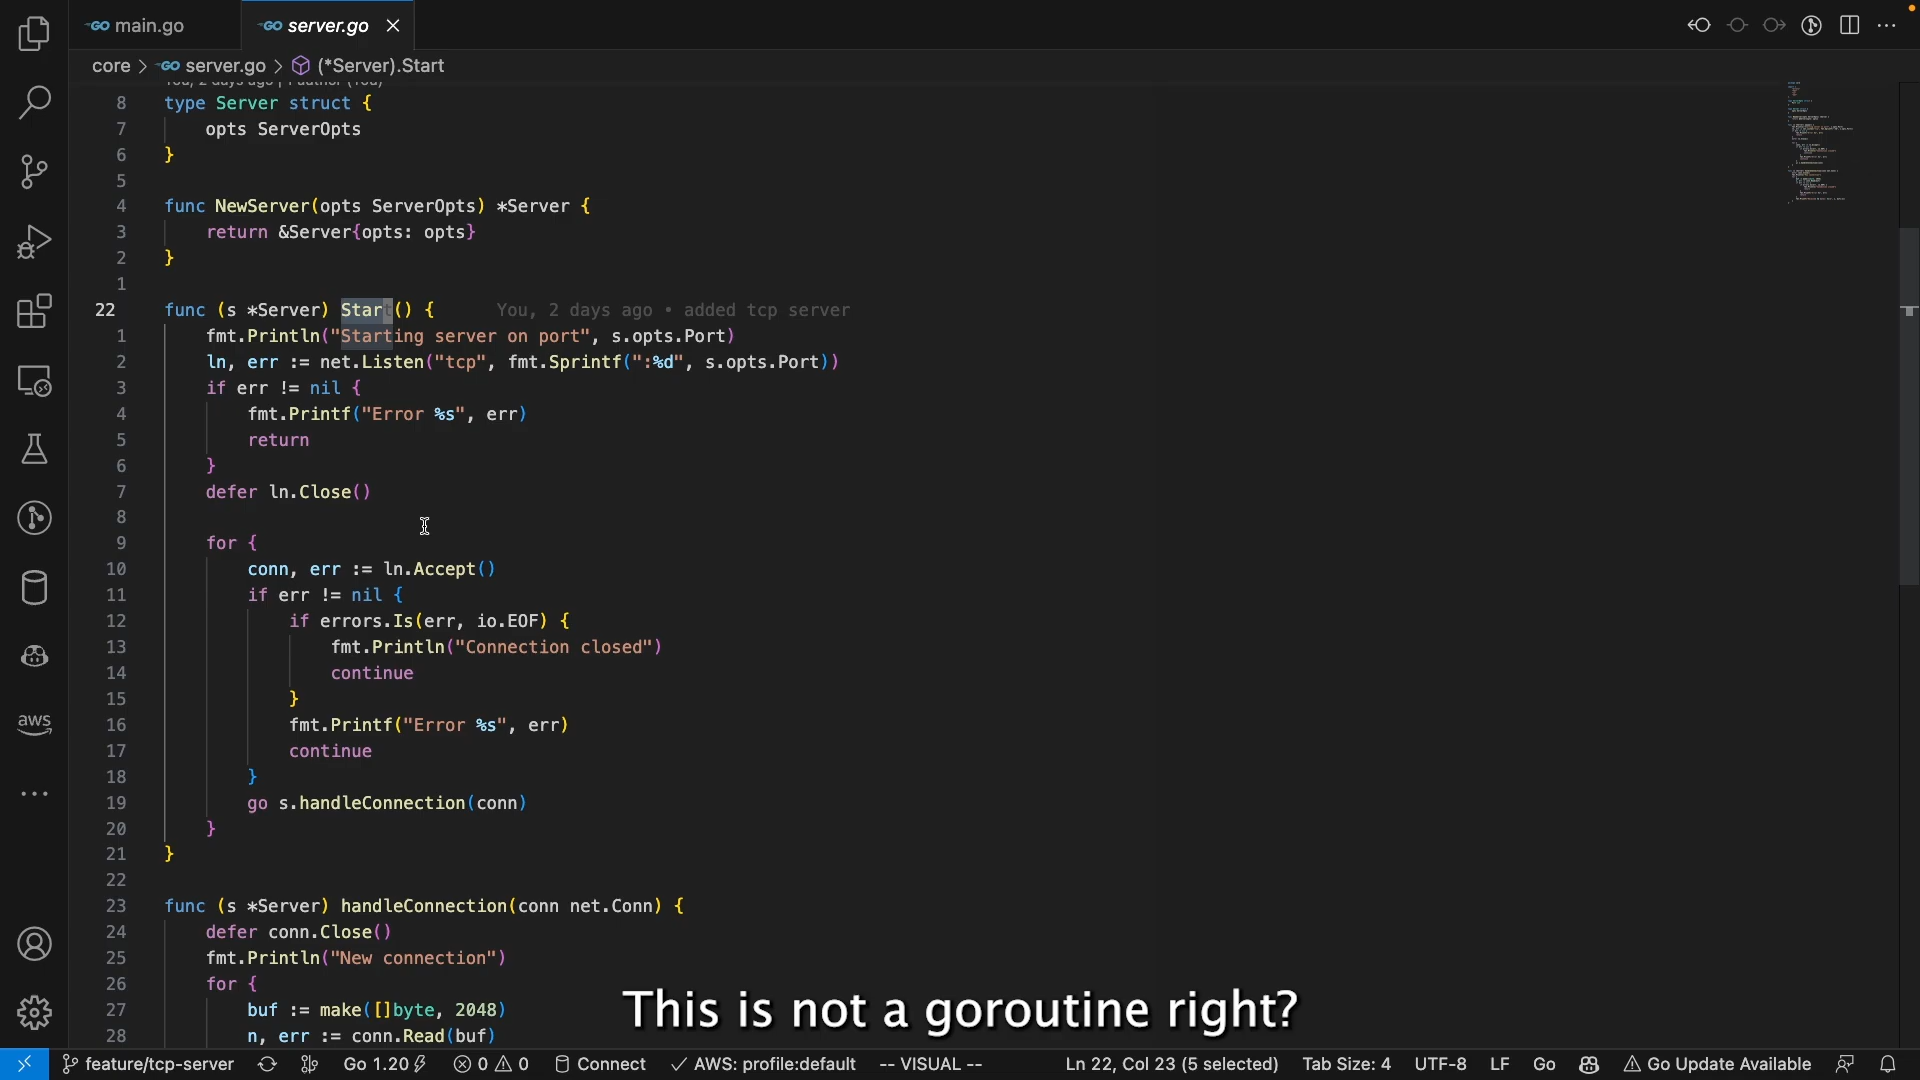 main.go
server.go
core > server.go > (*Server).Start
8 type Server struct {
7 opts ServerOpts
6 }
5
4 func NewServer(opts ServerOpts) *Server {
3 return &Server{opts: opts}
2 }
1
22 func (s *Server) Start() { You, 2 days ago • added tcp server
1 fmt.Println("Starting server on port", s.opts.Port)
2 ln, err := net.Listen("tcp", fmt.Sprintf(":%d", s.opts.Port))
3 if err != nil {
4 fmt.Printf("Error %s", err)
5 return
6 }
7 defer ln.Close()
8
9 for {
10 conn, err := ln.Accept()
11 if err != nil {
12 if errors.Is(err, io.EOF) {
13 fmt.Println("Connection closed")
14 continue
15 }
16 fmt.Printf("Error %s", err)
17 continue
18 }
19 go s.handleConnection(conn)
20 }
21 }
22
23 func (s *Server) handleConnection(conn net.Conn) {
24 defer conn.Close()
25 fmt.Println("New connection")
26 for {
27 buf := make([]byte, 2048)
28 n, err := conn.Read(buf)
This is not a goroutine right?
aws
feature/tcp-server Go 1.20 0 0 Connect AWS: profile:default -- VISUAL -- Ln 22, Col 23 (5 selected) Tab Size: 4 UTF-8 LF Go Go Update Available